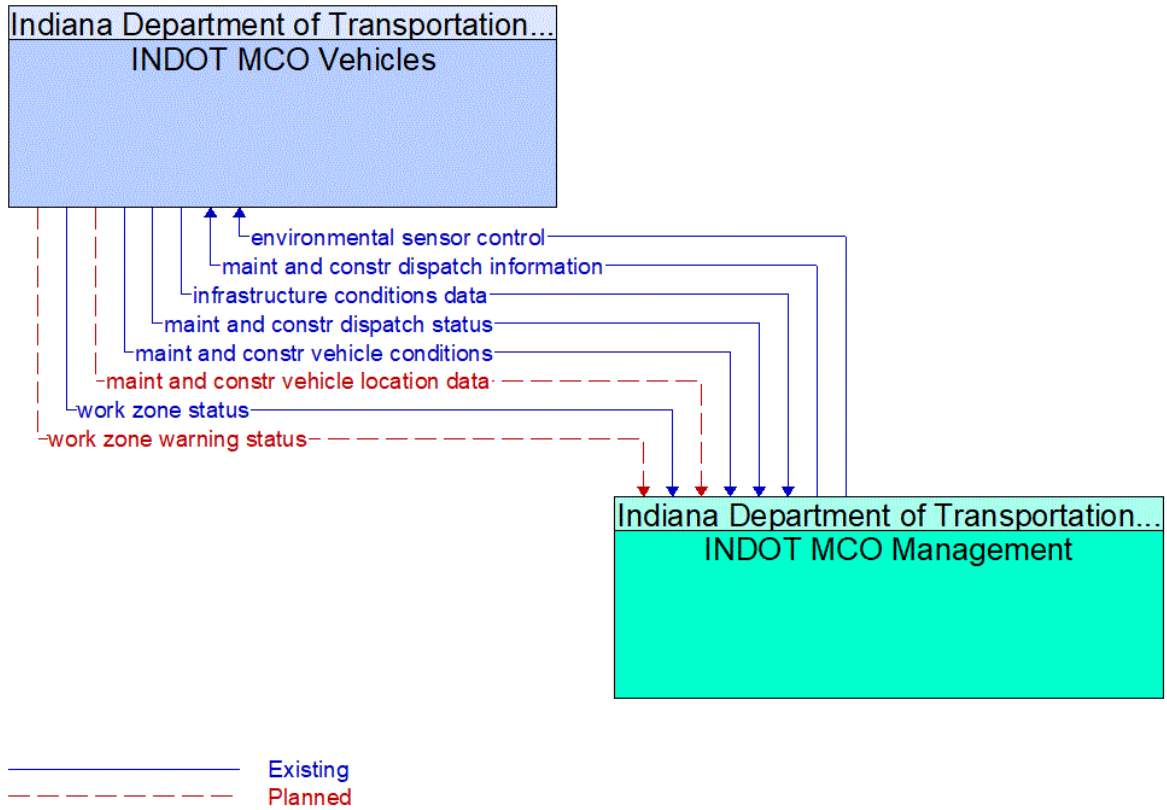 Indiana Department of Transportation...
INDOT MCO Vehicles
environmental sensor control
maint and constr dispatch information
infrastructure conditions data
maint and constr dispatch status
maint and constr vehicle conditions
maint and constr vehicle location data
work zone status
work zone warning status
Indiana Department of Transportation...
INDOT MCO Management
Existing
Planned